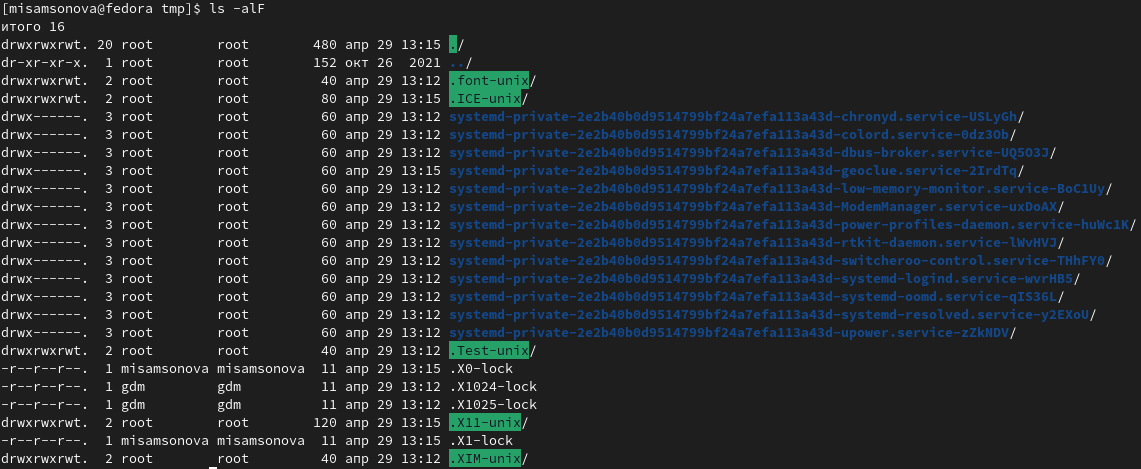 [misamsonova@fedora tmp]$ ls -alF
итого 16
drwxrwxrwt. 20 root        root        480 апр 29 13:15 ./
dr-xr-xr-x.  1 root        root        152 окт 26  2021 ../
drwxrwxrwt.  2 root        root         40 апр 29 13:12 .font-unix/
drwxrwxrwt.  2 root        root         80 апр 29 13:15 .ICE-unix/
drwx------.  3 root        root         60 апр 29 13:12 systemd-private-2e2b40b0d9514799bf24a7efa113a43d-chronyd.service-USLyGh/
drwx------.  3 root        root         60 апр 29 13:12 systemd-private-2e2b40b0d9514799bf24a7efa113a43d-colord.service-0dz3Ob/
drwx------.  3 root        root         60 апр 29 13:12 systemd-private-2e2b40b0d9514799bf24a7efa113a43d-dbus-broker.service-UQ5O3J/
drwx------.  3 root        root         60 апр 29 13:15 systemd-private-2e2b40b0d9514799bf24a7efa113a43d-geoclue.service-2IrdTq/
drwx------.  3 root        root         60 апр 29 13:12 systemd-private-2e2b40b0d9514799bf24a7efa113a43d-low-memory-monitor.service-BoC1Uy/
drwx------.  3 root        root         60 апр 29 13:12 systemd-private-2e2b40b0d9514799bf24a7efa113a43d-ModemManager.service-uxDoAX/
drwx------.  3 root        root         60 апр 29 13:12 systemd-private-2e2b40b0d9514799bf24a7efa113a43d-power-profiles-daemon.service-huWc1K/
drwx------.  3 root        root         60 апр 29 13:12 systemd-private-2e2b40b0d9514799bf24a7efa113a43d-rtkit-daemon.service-lWvHVJ/
drwx------.  3 root        root         60 апр 29 13:12 systemd-private-2e2b40b0d9514799bf24a7efa113a43d-switcheroo-control.service-THhFY0/
drwx------.  3 root        root         60 апр 29 13:12 systemd-private-2e2b40b0d9514799bf24a7efa113a43d-systemd-logind.service-wvrHB5/
drwx------.  3 root        root         60 апр 29 13:12 systemd-private-2e2b40b0d9514799bf24a7efa113a43d-systemd-oomd.service-qIS36L/
drwx------.  3 root        root         60 апр 29 13:12 systemd-private-2e2b40b0d9514799bf24a7efa113a43d-systemd-resolved.service-y2EXoU/
drwx------.  3 root        root         60 апр 29 13:12 systemd-private-2e2b40b0d9514799bf24a7efa113a43d-upower.service-zZkNDV/
drwxrwxrwt.  2 root        root         40 апр 29 13:12 .Test-unix/
-r--r--r--.  1 misamsonova misamsonova  11 апр 29 13:15 .X0-lock
-r--r--r--.  1 gdm         gdm          11 апр 29 13:12 .X1024-lock
-r--r--r--.  1 gdm         gdm          11 апр 29 13:12 .X1025-lock
drwxrwxrwt.  2 root        root        120 апр 29 13:15 .X11-unix/
-r--r--r--.  1 misamsonova misamsonova  11 апр 29 13:15 .X1-lock
drwxrwxrwt.  2 root        root         40 апр 29 13:12 .XIM-unix/